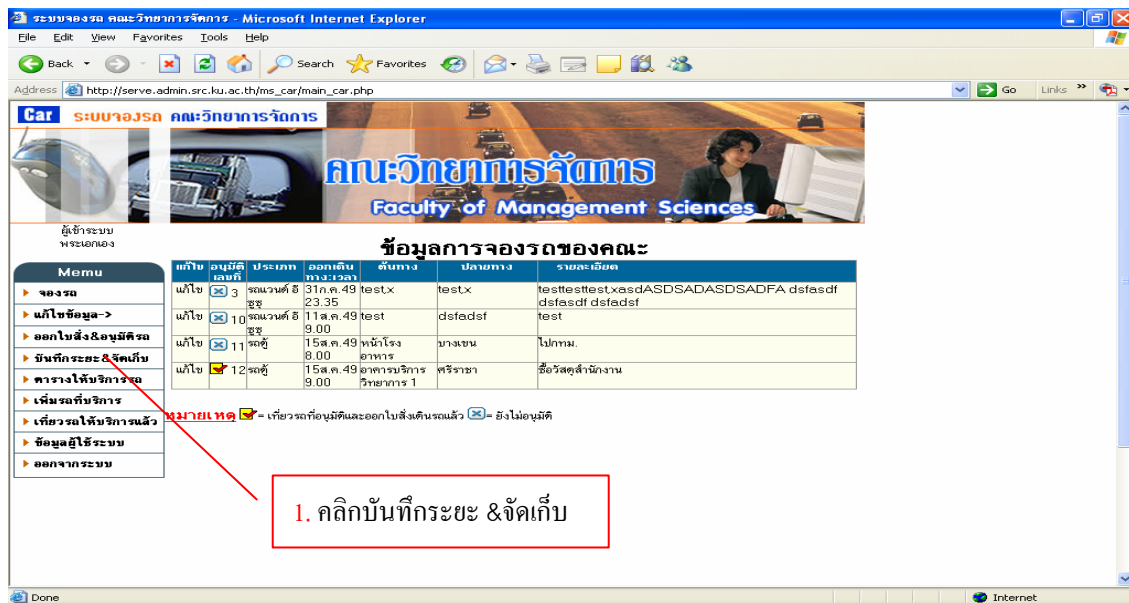 ระบบจองรถ คณะวิทยาการจัดการ - Microsoft Internet Explorer
File Edit View Favorites Tools Help
Back Search Favorites
Address http://serve.admin.src.ku.ac.th/ms_car/main_car.php Go Links »
Car ระบบจองรถ คณะวิทยาการจัดการ
คณะวิทยาการจัดการ
Faculty of Management Sciences
ผู้เข้าระบบ
พระเอกเอง
ข้อมูลการจองรถของคณะ
Memu
จองรถ
แก้ไขข้อมูล->
ออกใบสั่ง&อนุมัติรถ
บันทึกระยะ&จัดเก็บ
ตารางให้บริการรถ
เพิ่มรถที่บริการ
เที่ยวรถให้บริการแล้ว
ข้อมูลผู้ใช้ระบบ
ออกจากระบบ
แก้ไข อนุมัติ ประเภท ออกเดิน ต้นทาง ปลายทาง รายละเอียด
เลขที่ ทาง:เวลา
แก้ไข 3 รถแวนต์ อี 31ก.ค.49 test,x test,x testtesttest,xasdASDSADASDSADFA dsfasdf
ซูซุ 23.35 dsfasdf dsfadsf
แก้ไข 10 รถแวนต์ อี 11ส.ค.49 test dsfadsf test
ซูซุ 9.00
แก้ไข 11 รถตู้ 15ส.ค.49 หน้าโรง บางเขน ไปกทม.
8.00 อาหาร
แก้ไข 12 รถตู้ 15ส.ค.49 อาคารบริการ ศรีราชา ซื้อวัสดุสำนักงาน
9.00 วิทยาการ 1
หมายเหตุ = เที่ยวรถที่อนุมัติและออกใบสั่งเดินรถแล้ว = ยังไม่อนุมัติ
1. คลิกบันทึกระยะ &จัดเก็บ
Done Internet